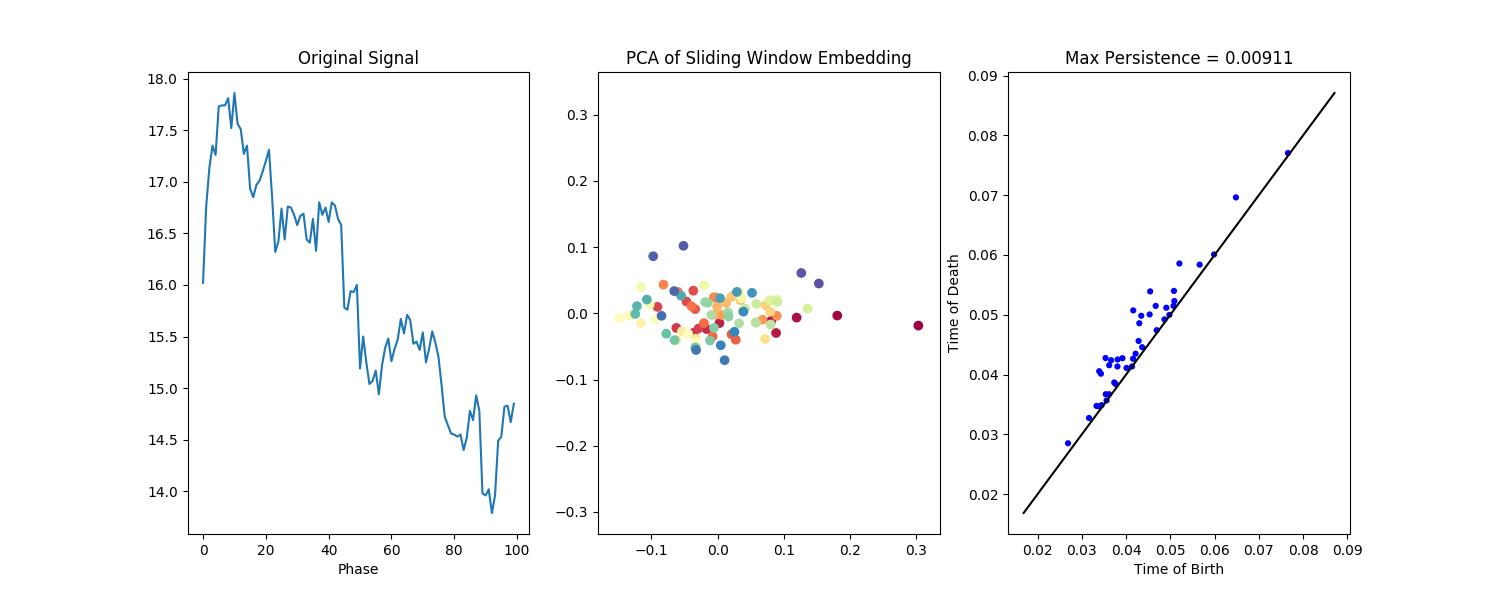 Original Signal
18.0
17.5
17.0
16.5
16.0
15.5
15.0
14.5
14.0
0 20 40 60 80 100
Phase
PCA of Sliding Window Embedding
0.3
0.2
0.1
0.0
−0.1
−0.2
−0.3
−0.1 0.0 0.1 0.2 0.3
Max Persistence = 0.00911
Time of Death
0.09
0.08
0.07
0.06
0.05
0.04
0.03
0.02
0.02 0.03 0.04 0.05 0.06 0.07 0.08 0.09
Time of Birth